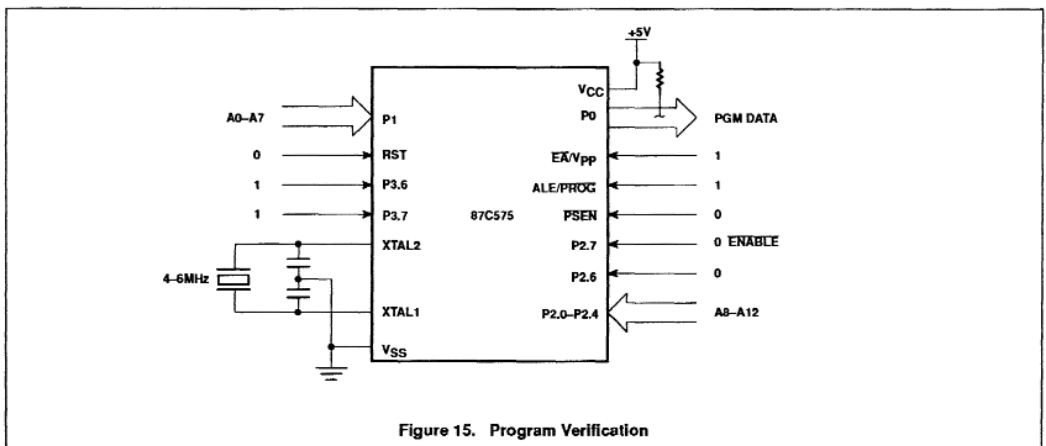 +5V
VCC
A0–A7
P1
P0
PGM DATA
0
RST
EA/VPP
1
1
P3.6
ALE/PROG
1
1
P3.7
87C575
PSEN
0
XTAL2
P2.7
0 ENABLE
4–6MHz
P2.6
0
XTAL1
P2.0–P2.4
A8–A12
VSS
Figure 15. Program Verification